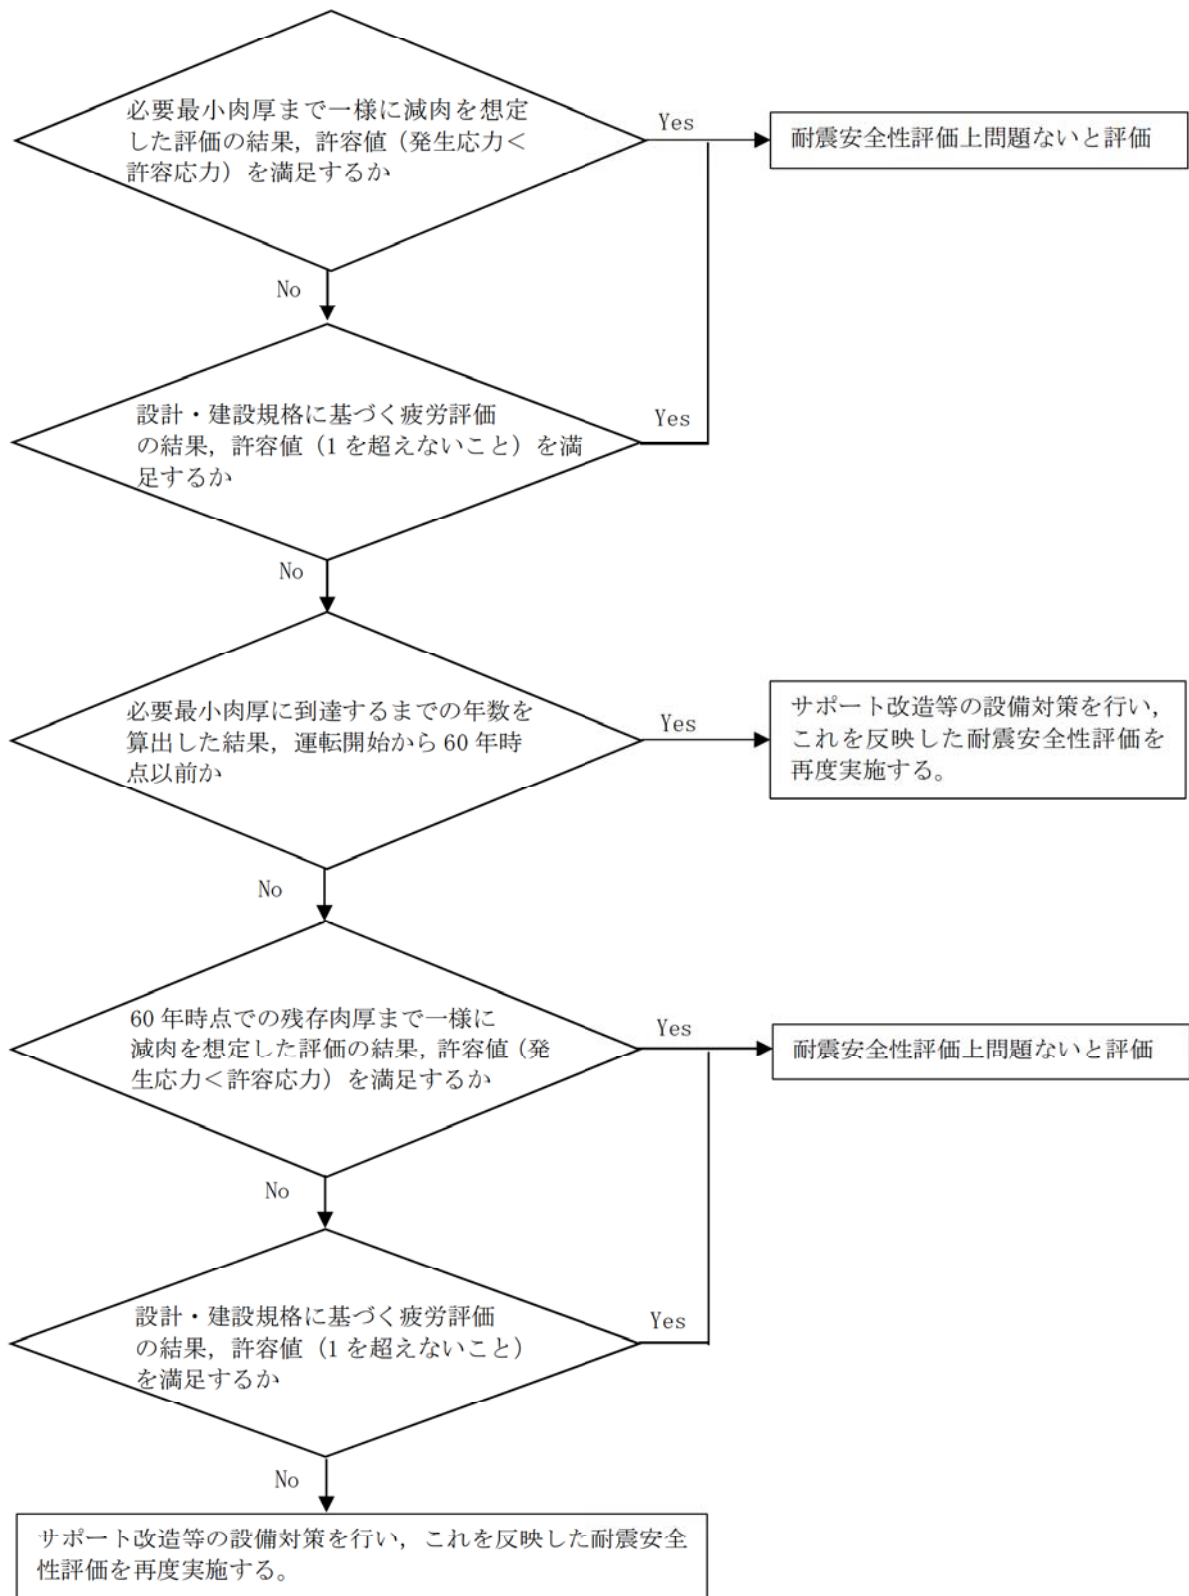 必要最小肉厚まで一様に減肉を想定
した評価の結果，許容値（発生応力＜
許容応力）を満足するか
Yes
耐震安全性評価上問題ないと評価
No
設計・建設規格に基づく疲労評価
の結果，許容値（1を超えないこと）を満
足するか
Yes
No
必要最小肉厚に到達するまでの年数を
算出した結果，運転開始から60年時
点以前か
Yes
サポート改造等の設備対策を行い，
これを反映した耐震安全性評価を
再度実施する。
No
60年時点での残存肉厚まで一様に
減肉を想定した評価の結果，許容値（発
生応力＜許容応力）を満足するか
Yes
耐震安全性評価上問題ないと評価
No
設計・建設規格に基づく疲労評価
の結果，許容値（1を超えないこと）
を満足するか
Yes
No
サポート改造等の設備対策を行い，これを反映した耐震安全
性評価を再度実施する。